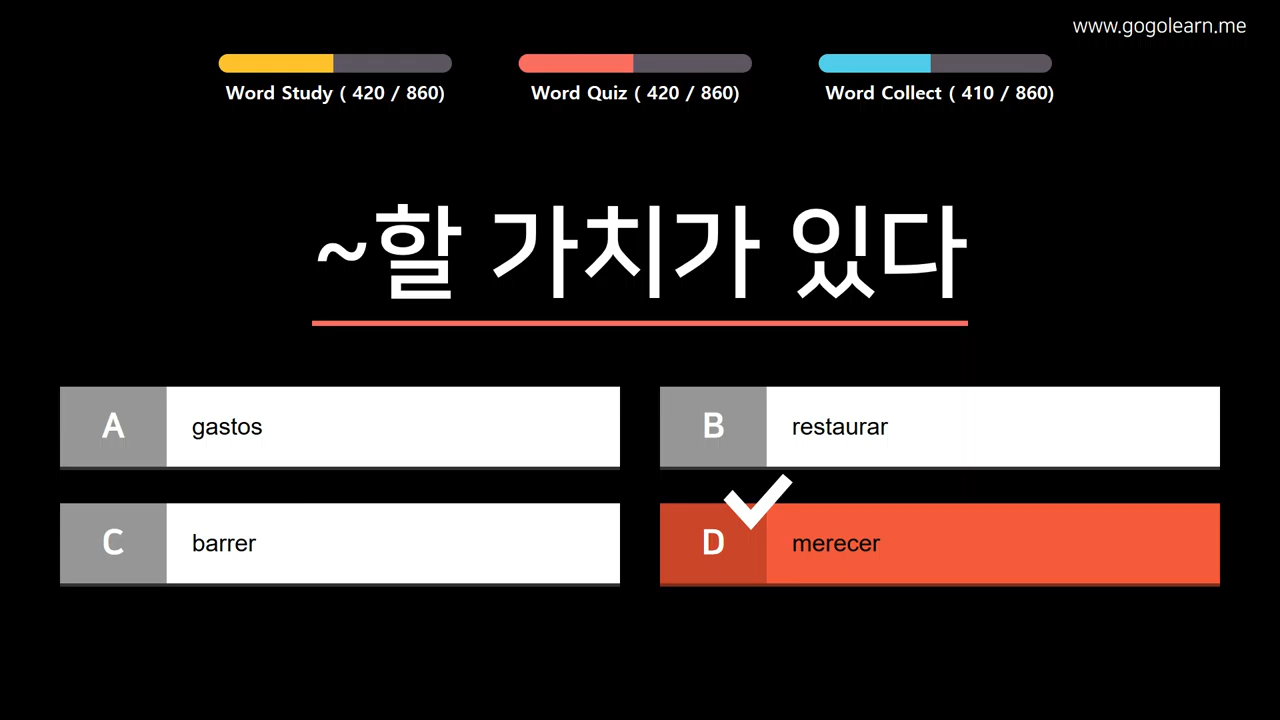 www.gogolearn.me
Word Study ( 420 / 860)
Word Quiz ( 420 / 860)
Word Collect ( 410 / 860)
~할 가치가 있다
A gastos
B restaurar
C barrer
D merecer